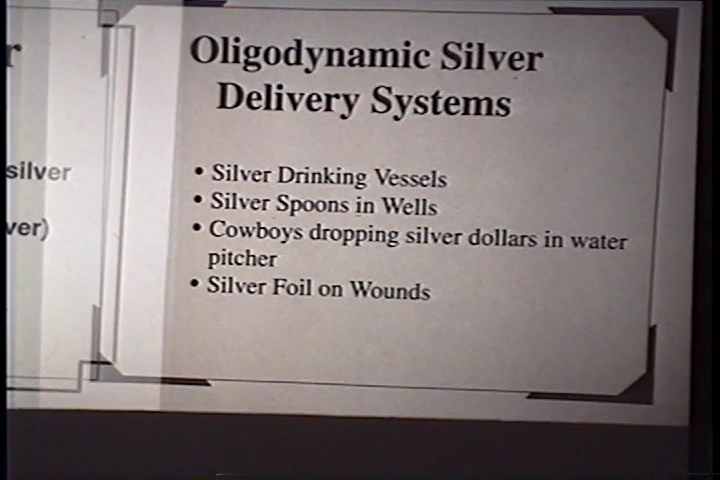 Oligodynamic Silver
Delivery Systems
• Silver Drinking Vessels
• Silver Spoons in Wells
• Cowboys dropping silver dollars in water
pitcher
• Silver Foil on Wounds
r
silver
ver)